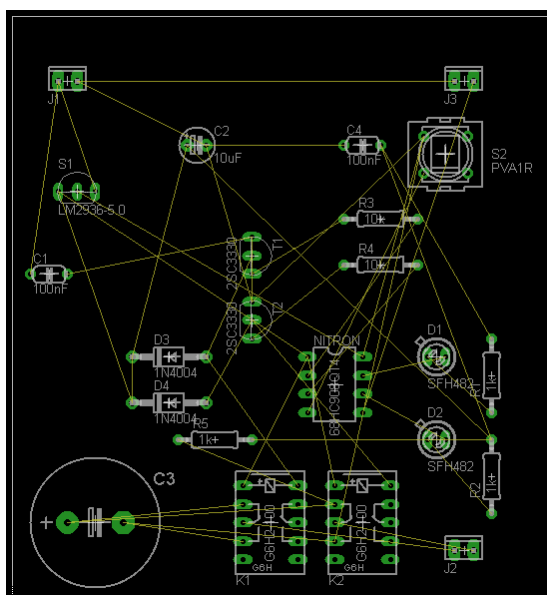 J1
J3
C2
10uF
C4
100nF
S2
PVA1R
S1
LM2936-5.0
R3
10k
R4
10k
T1
2SC3330
C1
100nF
T2
2SC3330
NITRON
D1
SFH482
D3
1N4004
R1
1k
D4
1N4004
R5
1k
D2
SFH482
R2
1k
C3
G6H
K1
G6H
K2
J2